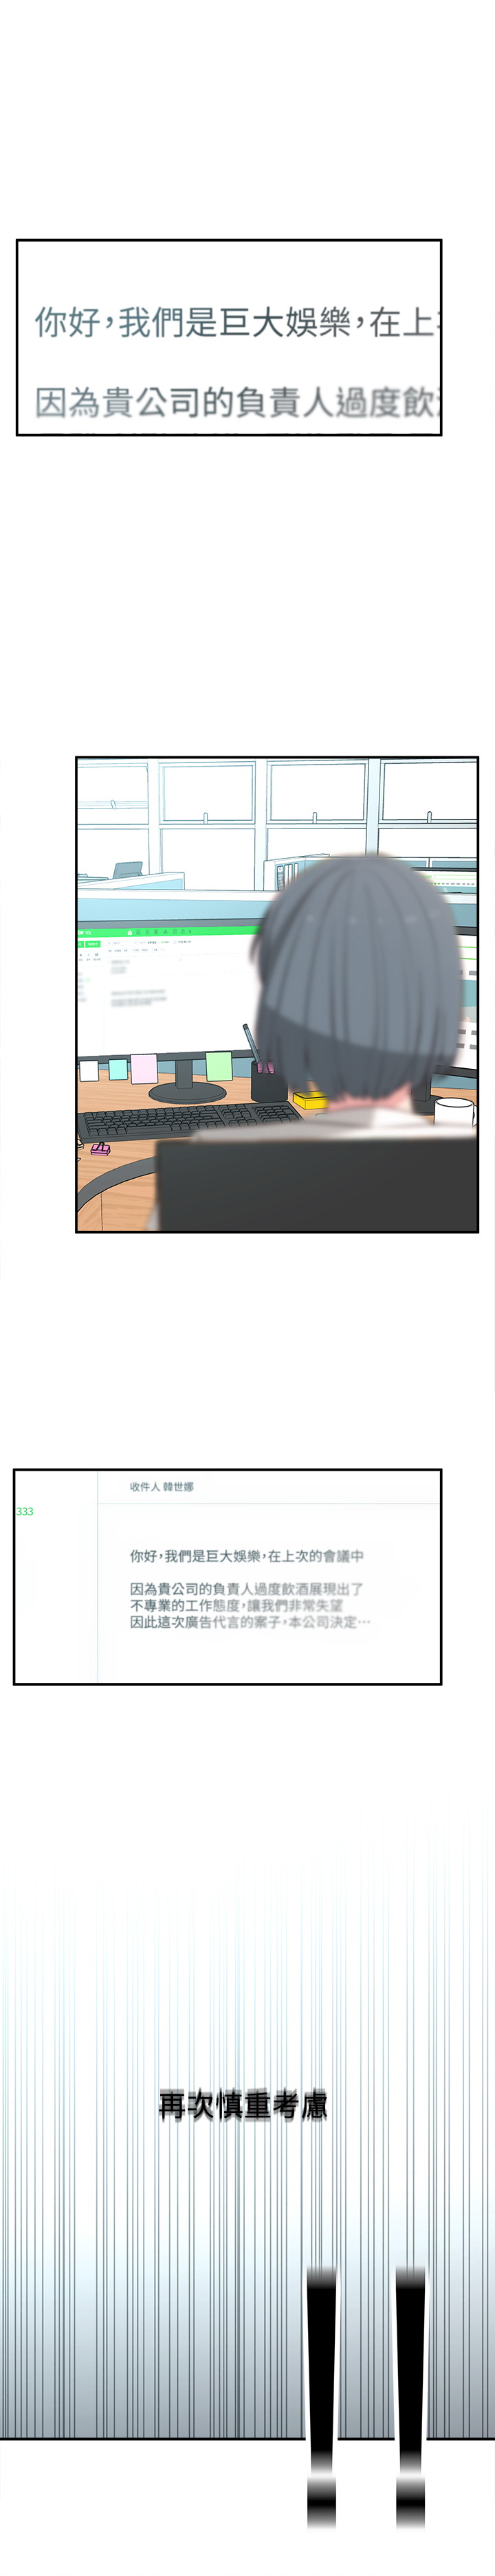 你好，我們是巨大娛樂，在上次
因為貴公司的負責人過度飲酒
收件人 韓世娜
333
你好，我們是巨大娛樂，在上次的會議中
因為貴公司的負責人過度飲酒展現出了
不專業的工作態度，讓我們非常失望
因此這次廣告代言的案子，本公司決定…
再次慎重考慮
!!